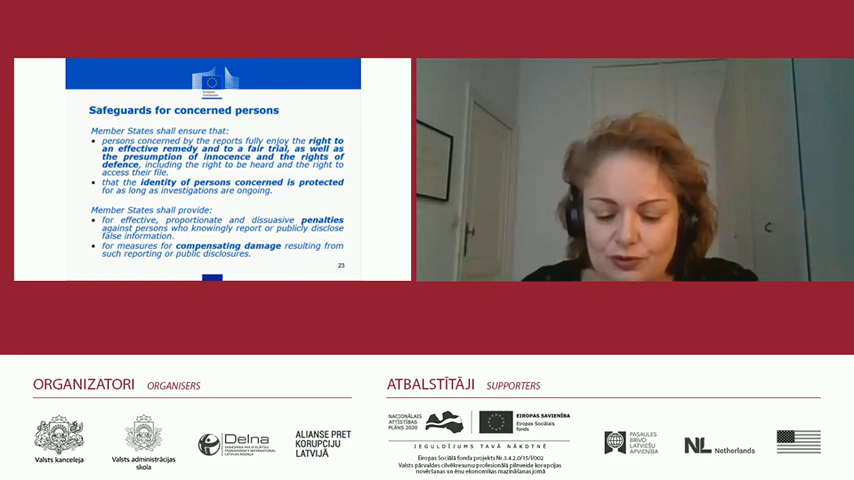 European
Commission
Safeguards for concerned persons
Member States shall ensure that:
• persons concerned by the reports fully enjoy the right to
an effective remedy and to a fair trial, as well as
the presumption of innocence and the rights of
defence, including the right to be heard and the right to
access their file.
• that the identity of persons concerned is protected
for as long as investigations are ongoing.
Member States shall provide:
• for effective, proportionate and dissuasive penalties
against persons who knowingly report or publicly disclose
false information.
• for measures for compensating damage resulting from
such reporting or public disclosures.
23
ORGANIZATORI ORGANISERS
ATBALSTĪTĀJI SUPPORTERS
Valsts kanceleja
Valsts administrācijas
skola
Delna
ALIANSE PRET
KORUPCIJU
LATVIJĀ
NACIONĀLAIS
ATTĪSTĪBAS
PLĀNS 2020
EIROPAS SAVIENĪBA
Eiropas Sociālais
fonds
IEGULDĪJUMS TAVĀ NĀKOTNĒ
Eiropas Sociālā fonda projekts Nr.3.4.2.0/15/I/002
Valsts pārvaldes cilvēkresursu profesionālā pilnveide korupcijas
novēršanas un ēnu ekonomikas mazināšanas jomā
PASAULES
BRĪVO
LATVIEŠU
APVIENĪBA
NL Netherlands